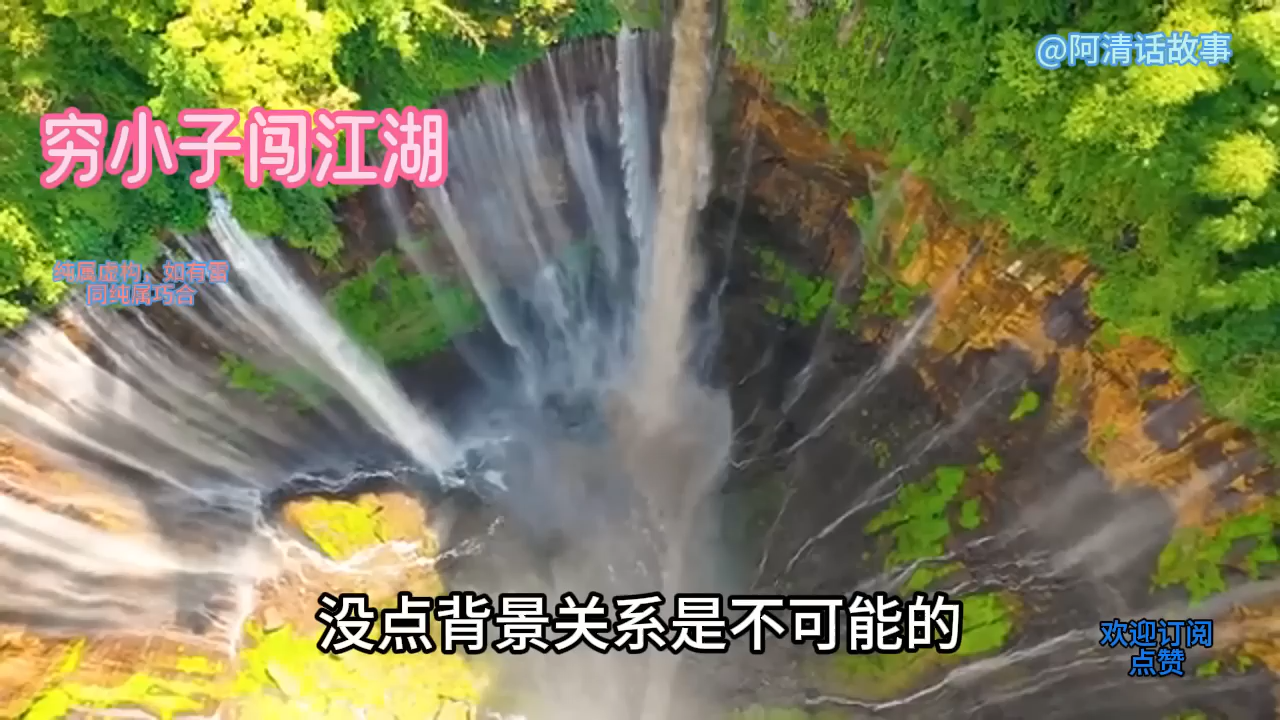 @阿清话故事
穷小子闯江湖
纯属虚构，如有雷
同纯属巧合
没点背景关系是不可能的
欢迎订阅
点赞